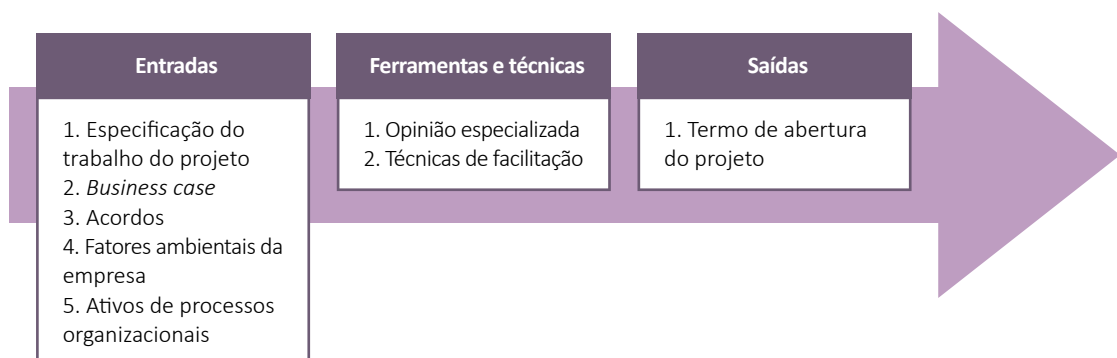 Entradas
1. Especificação do
trabalho do projeto
2. Business case
3. Acordos
4. Fatores ambientais da
empresa
5. Ativos de processos
organizacionais
Ferramentas e técnicas
1. Opinião especializada
2. Técnicas de facilitação
Saídas
1. Termo de abertura
do projeto